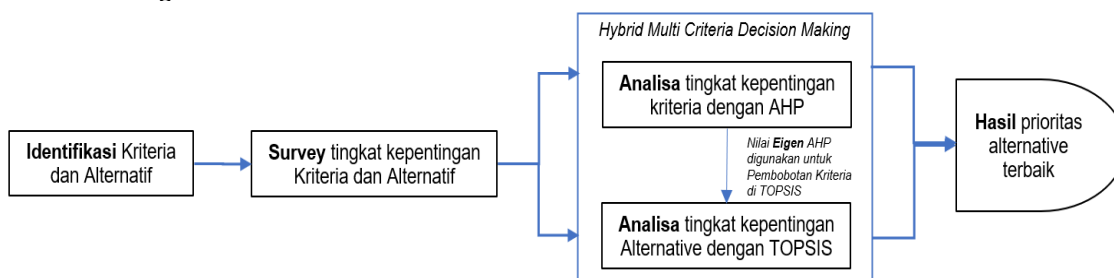 Hybrid Multi Criteria Decision Making
Analisa tingkat kepentingan
kriteria dengan AHP
Identifikasi Kriteria
dan Alternatif
Survey tingkat kepentingan
Kriteria dan Alternatif
Nilai Eigen AHP
digunakan untuk
Pembobotan Kriteria
di TOPSIS
Analisa tingkat kepentingan
Alternative dengan TOPSIS
Hasil prioritas
alternative
terbaik